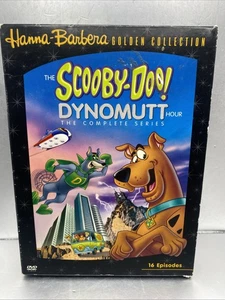 Hanna-Barbera GOLDEN COLLECTION
THE
SCOOBY-DOO!
DYNOMUTT HOUR
THE COMPLETE SERIES
16 Episodes
DVD